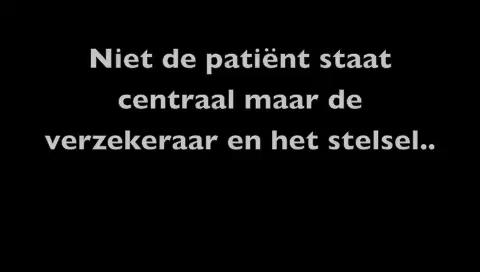 Niet de patiënt staat
centraal maar de
verzekeraar en het stelsel..